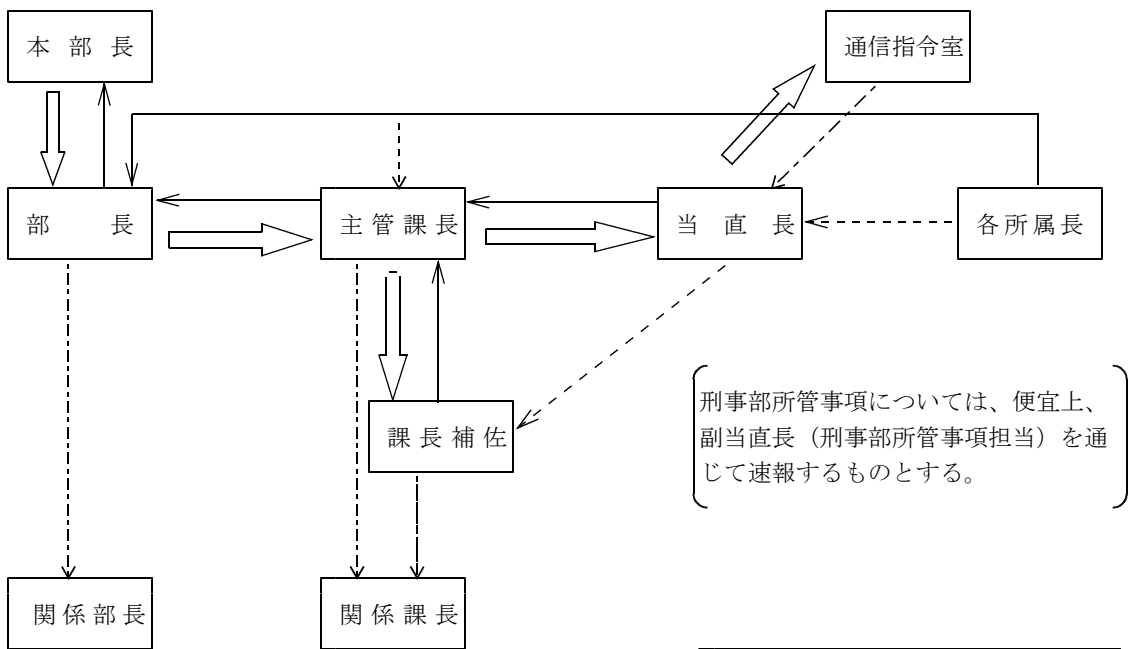 本部長
通信指令室
部長
主管課長
当直長
各所属長
課長補佐
刑事部所管事項については、便宜上、
副当直長（刑事部所管事項担当）を通
じて速報するものとする。
関係部長
関係課長